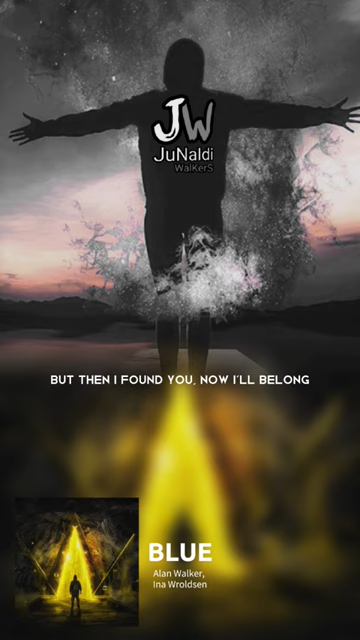 JW
JuNaldi
WalKerS
BUT THEN I FOUND YOU, NOW I'LL BELONG
BLUE
Alan Walker,
Ina Wroldsen